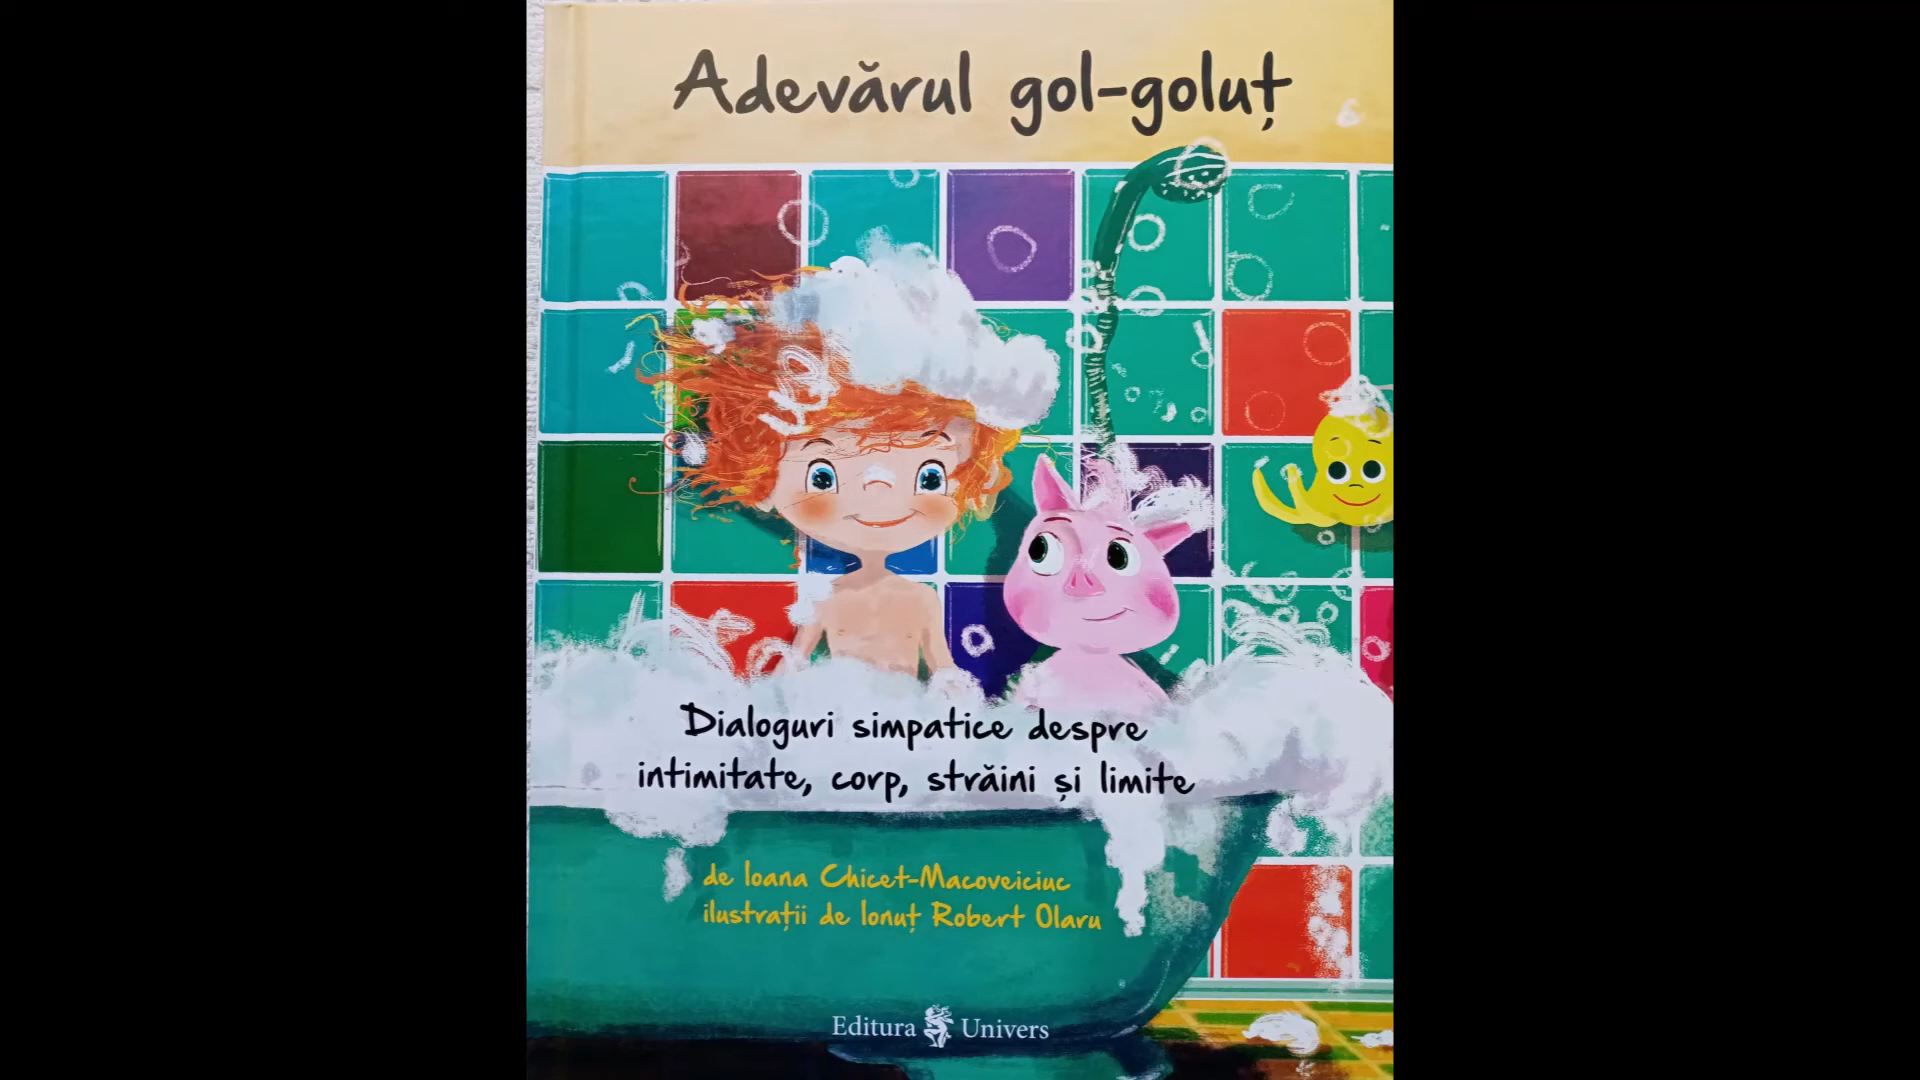 Adevărul gol-goluț
Dialoguri simpatice despre
intimitate, corp, străini și limite
de Ioana Chicet-Macoveiciuc
ilustrații de Ionuț Robert Olaru
Editura Univers